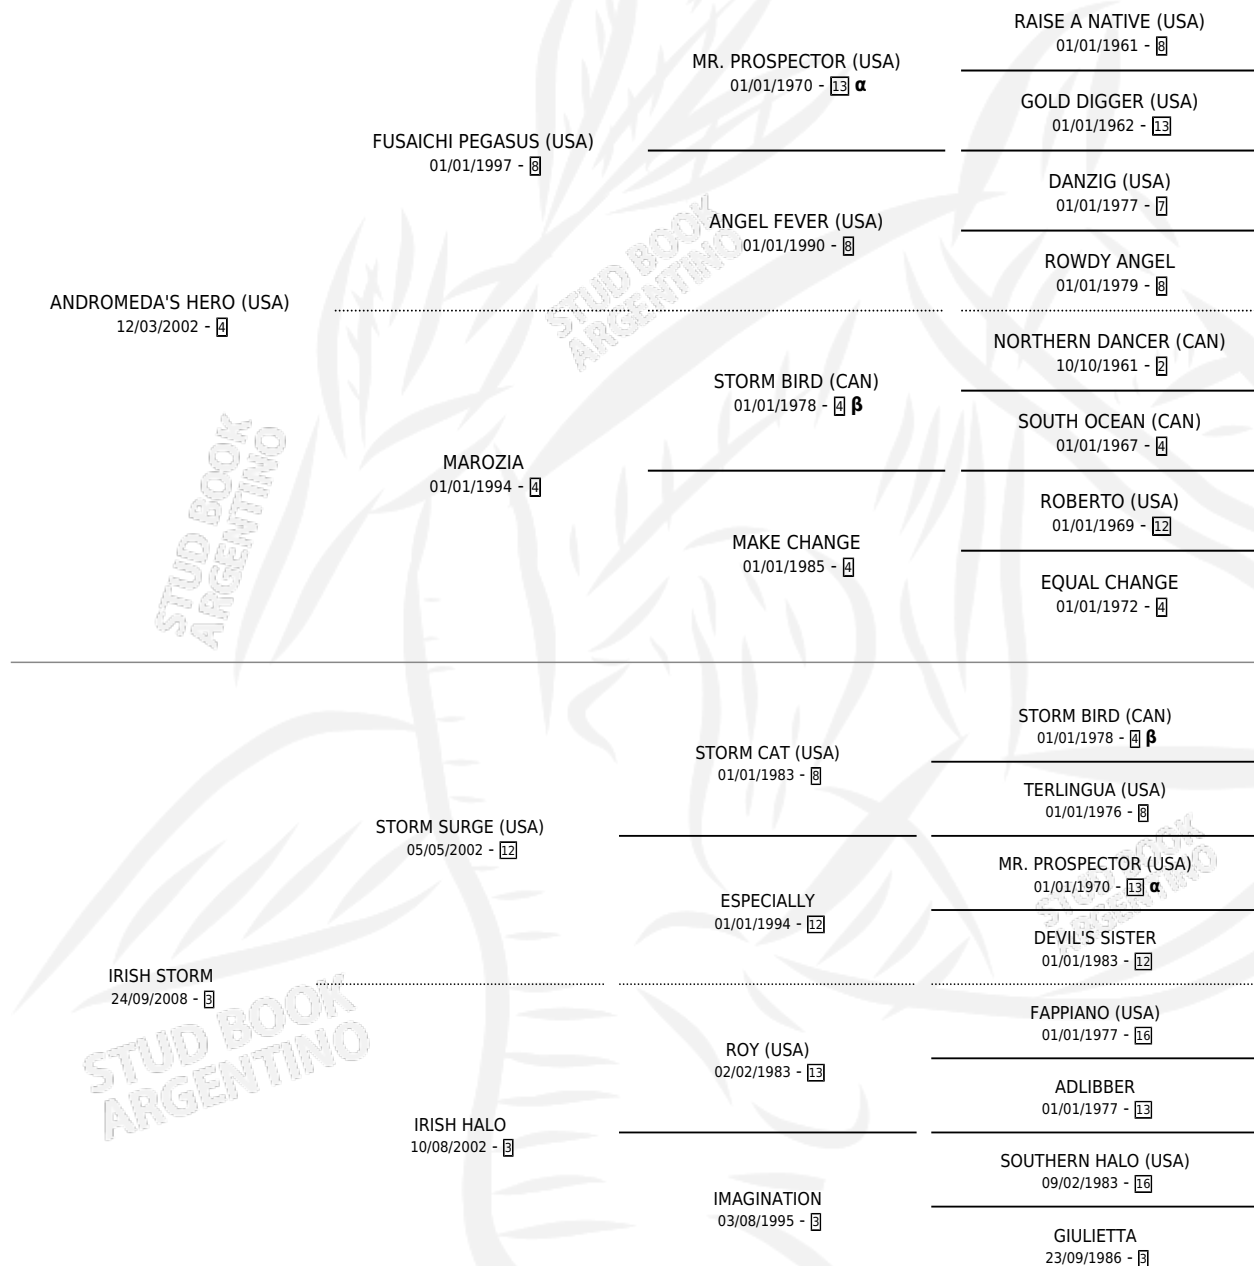 RAISE A NATIVE (USA)
01/01/1961 - 8
MR. PROSPECTOR (USA)
01/01/1970 - 13 α
GOLD DIGGER (USA)
01/01/1962 - 13
FUSAICHI PEGASUS (USA)
01/01/1997 - 8
DANZIG (USA)
01/01/1977 - 7
ANGEL FEVER (USA)
01/01/1990 - 8
ROWDY ANGEL
01/01/1979 - 8
ANDROMEDA'S HERO (USA)
12/03/2002 - 4
NORTHERN DANCER (CAN)
10/10/1961 - 2
STORM BIRD (CAN)
01/01/1978 - 4 β
SOUTH OCEAN (CAN)
01/01/1967 - 4
MAROZIA
01/01/1994 - 4
ROBERTO (USA)
01/01/1969 - 12
MAKE CHANGE
01/01/1985 - 4
EQUAL CHANGE
01/01/1972 - 4
STORM BIRD (CAN)
01/01/1978 - 4 β
STORM CAT (USA)
01/01/1983 - 8
TERLINGUA (USA)
01/01/1976 - 8
STORM SURGE (USA)
05/05/2002 - 12
MR. PROSPECTOR (USA)
01/01/1970 - 13 α
ESPECIALLY
01/01/1994 - 12
DEVIL'S SISTER
01/01/1983 - 12
IRISH STORM
24/09/2008 - 3
FAPPIANO (USA)
01/01/1977 - 16
ROY (USA)
02/02/1983 - 13
ADLIBBER
01/01/1977 - 13
IRISH HALO
10/08/2002 - 3
SOUTHERN HALO (USA)
09/02/1983 - 16
IMAGINATION
03/08/1995 - 3
GIULIETTA
23/09/1986 - 3
STUD BOOK
ARGENTINO
STUD BOOK
ARGENTINO
STUD BOOK
ARGENTINO
STUD BOOK
ARGENTINO